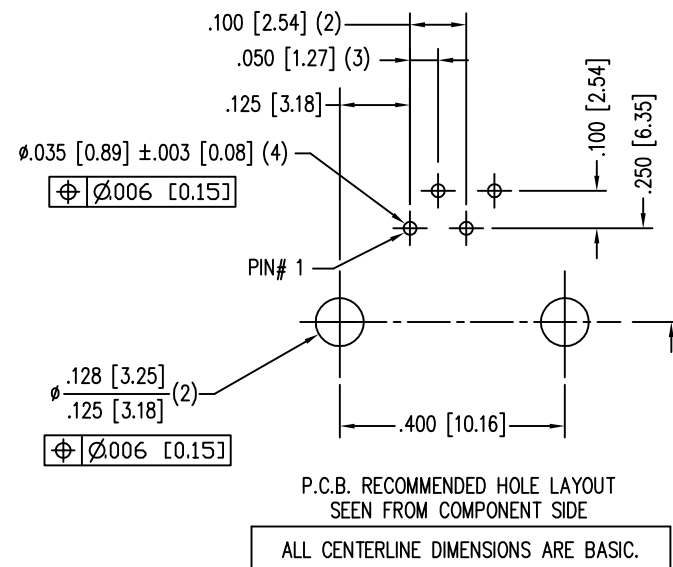 .100 [2.54] (2)
.050 [1.27] (3)
.125 [3.18]
.100 [2.54]
.250 [6.35]
ø.035 [0.89] ±.003 [0.08] (4)
⌖ Ø.006 [0.15]
PIN# 1
ø .128 [3.25]
.125 [3.18] (2)
⌖ Ø.006 [0.15]
.400 [10.16]
P.C.B. RECOMMENDED HOLE LAYOUT
SEEN FROM COMPONENT SIDE
ALL CENTERLINE DIMENSIONS ARE BASIC.